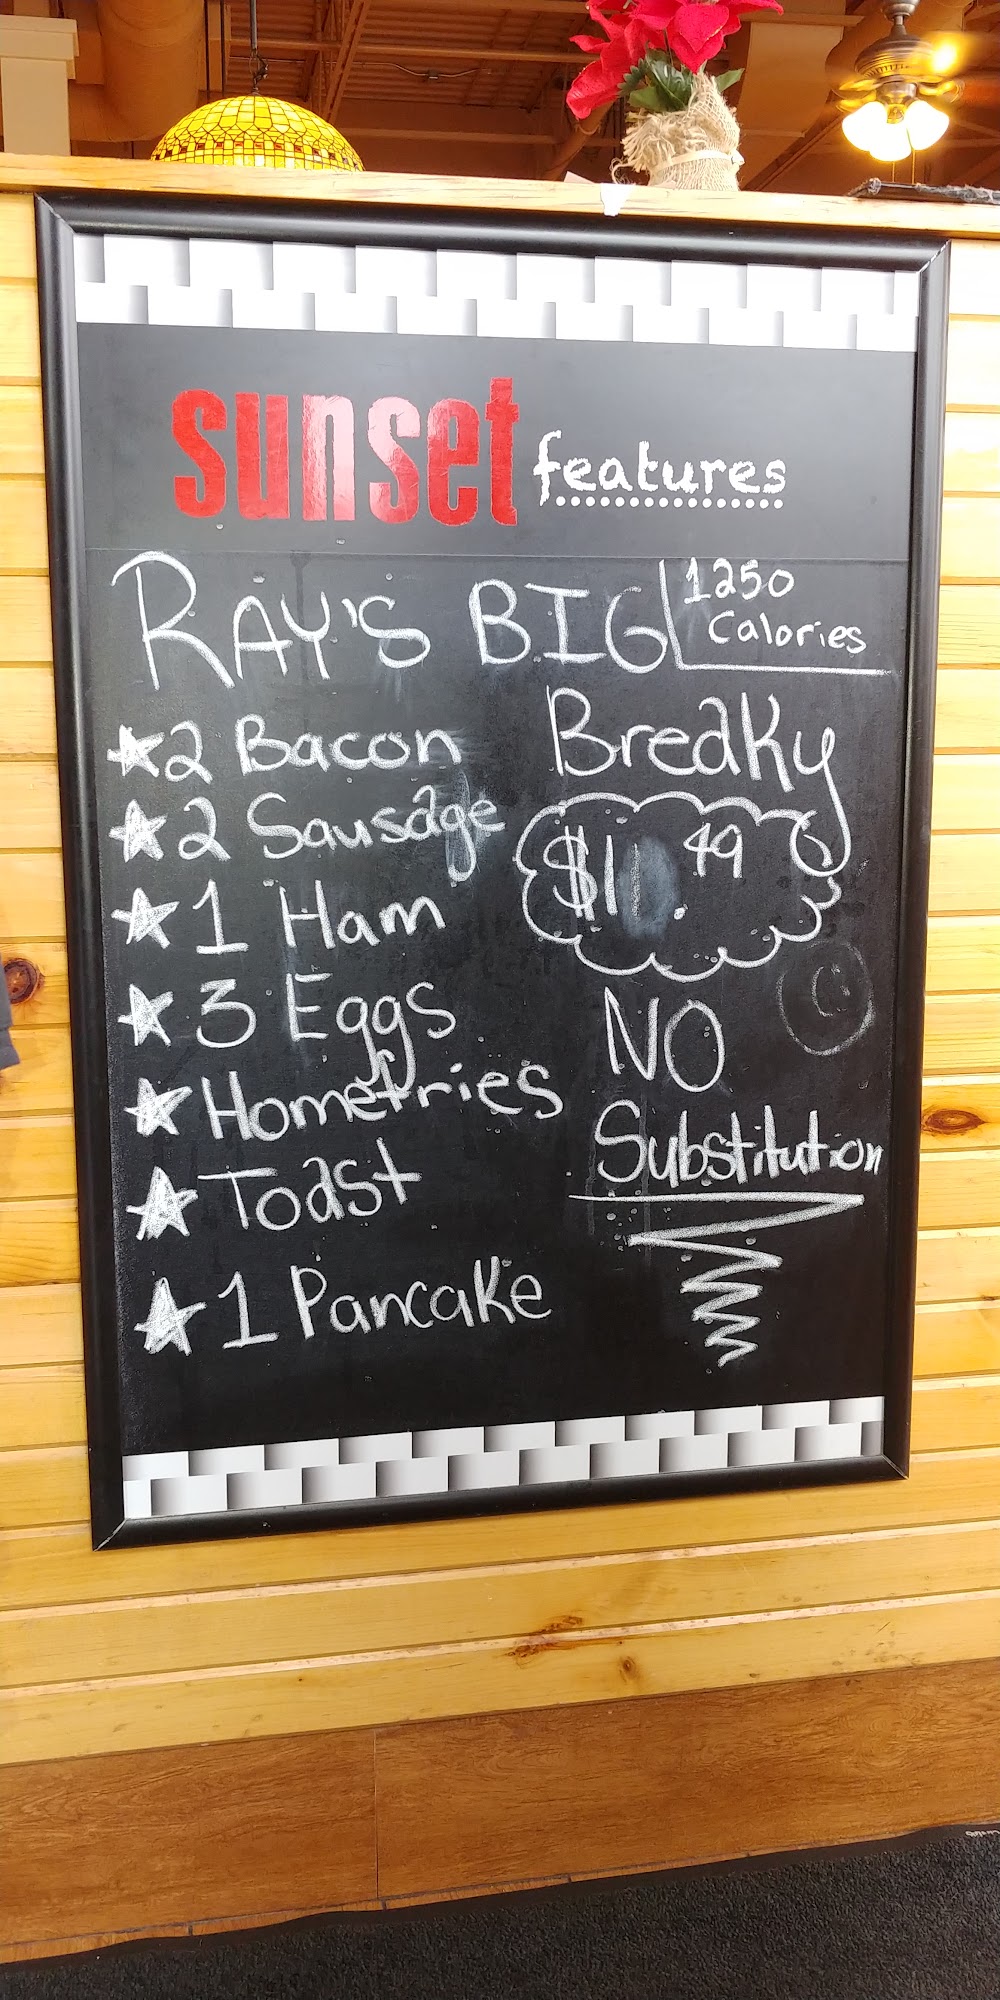 sunset features
RAY'S BIG
1250
Calories
Breaky
$11.49
NO
Substitution
2 Bacon
2 Sausage
1 Ham
3 Eggs
Homefries
Toast
1 Pancake